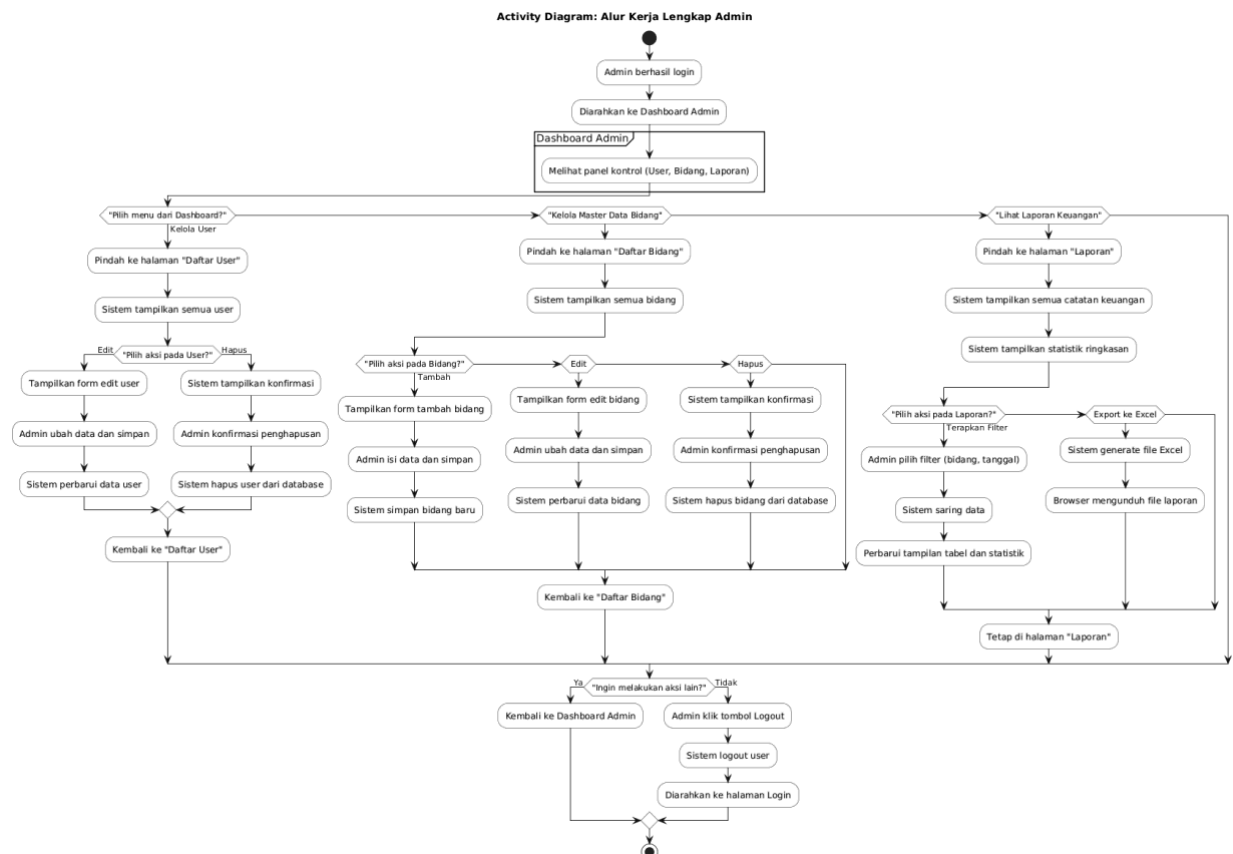 Activity Diagram: Alur Kerja Lengkap Admin
Admin berhasil login
Diarahkan ke Dashboard Admin
Dashboard Admin
Melihat panel kontrol (User, Bidang, Laporan)
"Pilih menu dari Dashboard?"
Kelola User
Pindah ke halaman "Daftar User"
Sistem tampilkan semua user
"Pilih aksi pada User?"
Edit
Tampilkan form edit user
Admin ubah data dan simpan
Sistem perbarui data user
Hapus
Sistem tampilkan konfirmasi
Admin konfirmasi penghapusan
Sistem hapus user dari database
Kembali ke "Daftar User"
"Kelola Master Data Bidang"
Pindah ke halaman "Daftar Bidang"
Sistem tampilkan semua bidang
"Pilih aksi pada Bidang?"
Tambah
Tampilkan form tambah bidang
Admin isi data dan simpan
Sistem simpan bidang baru
Edit
Tampilkan form edit bidang
Admin ubah data dan simpan
Sistem perbarui data bidang
Hapus
Sistem tampilkan konfirmasi
Admin konfirmasi penghapusan
Sistem hapus bidang dari database
Kembali ke "Daftar Bidang"
"Lihat Laporan Keuangan"
Pindah ke halaman "Laporan"
Sistem tampilkan semua catatan keuangan
Sistem tampilkan statistik ringkasan
"Pilih aksi pada Laporan?"
Terapkan Filter
Admin pilih filter (bidang, tanggal)
Sistem saring data
Perbarui tampilan tabel dan statistik
Export ke Excel
Sistem generate file Excel
Browser mengunduh file laporan
Tetap di halaman "Laporan"
"Ingin melakukan aksi lain?"
Ya
Kembali ke Dashboard Admin
Tidak
Admin klik tombol Logout
Sistem logout user
Diarahkan ke halaman Login